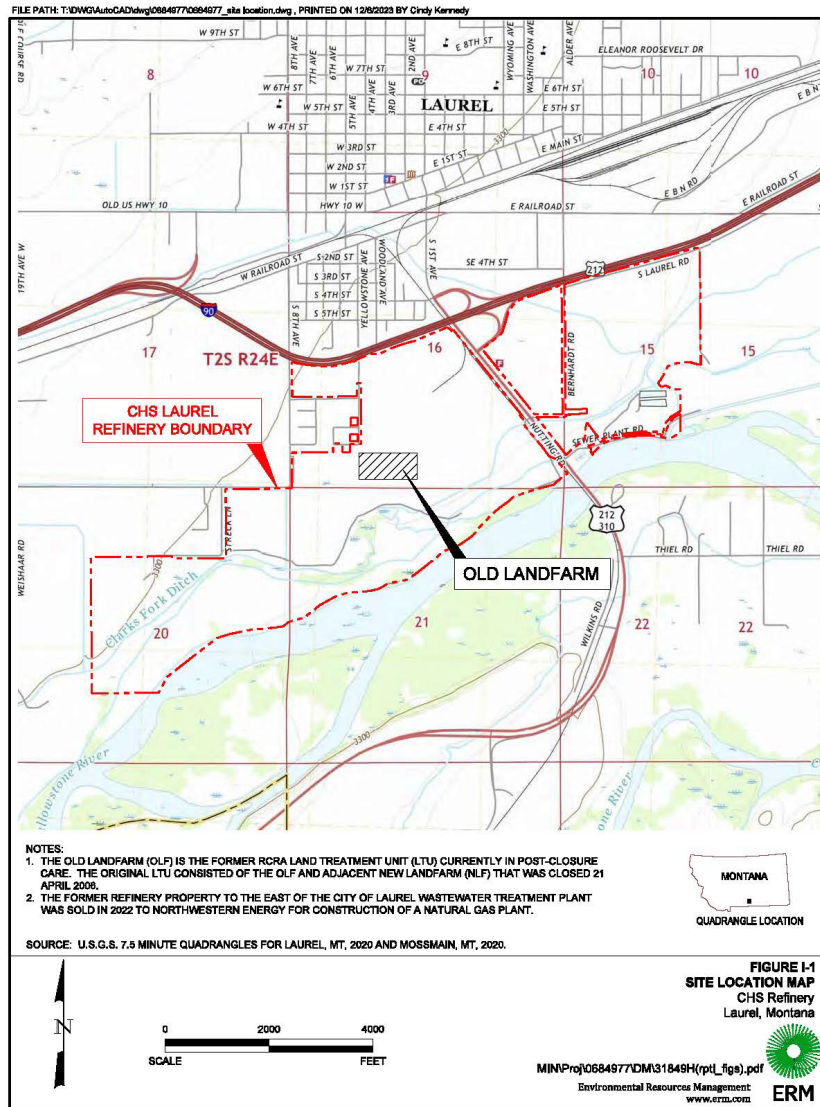 FILE PATH: T:\DWG\AutoCAD\dwg\0684977\0684977_site location.dwg , PRINTED ON 12/6/2023 BY Cindy Kennedy
W 9TH ST
8TH AVE
7TH AVE
6TH AVE
2ND AVE
E 8TH ST
WYOMING AVE
WASHINGTON AVE
ALDER AVE
ELEANOR ROOSEVELT DR
8
W 7TH ST
9
10
10
W 6TH ST
5TH AVE
4TH AVE
3RD AVE
E 6TH ST
W 5TH ST
LAUREL
E 5TH ST
W 4TH ST
E 4TH ST
3300
W 3RD ST
E MAIN ST
E 1ST ST
W 2ND ST
W 1ST ST
E B N RD
OLD US HWY 10
HWY 10 W
E RAILROAD ST
E RAILROAD ST
19TH AVE W
W RAILROAD ST
S 2ND ST
WOODLAND AVE
S 1ST AVE
SE 4TH ST
212
S LAUREL RD
S 3RD ST
YELLOWSTONE AVE
S 4TH ST
S 5TH ST
S 8TH AVE
90
17
T2S R24E
16
BERNHARDT RD
15
15
CHS LAUREL
REFINERY BOUNDARY
NUTTING RD
SEWER PLANT RD
STRECK LN
212
310
WEISHAAR RD
THIEL RD
THIEL RD
OLD LANDFARM
3300
Clarks Fork Ditch
20
21
WILKINS RD
22
22
3300
ellowstone River
one River
NOTES:
1. THE OLD LANDFARM (OLF) IS THE FORMER RCRA LAND TREATMENT UNIT (LTU) CURRENTLY IN POST-CLOSURE
CARE. THE ORIGINAL LTU CONSISTED OF THE OLF AND ADJACENT NEW LANDFARM (NLF) THAT WAS CLOSED 21
APRIL 2006.
2. THE FORMER REFINERY PROPERTY TO THE EAST OF THE CITY OF LAUREL WASTEWATER TREATMENT PLANT
WAS SOLD IN 2022 TO NORTHWESTERN ENERGY FOR CONSTRUCTION OF A NATURAL GAS PLANT.
MONTANA
QUADRANGLE LOCATION
SOURCE: U.S.G.S. 7.5 MINUTE QUADRANGLES FOR LAUREL, MT, 2020 AND MOSSMAIN, MT, 2020.
N
0 2000 4000
SCALE FEET
FIGURE I-1
SITE LOCATION MAP
CHS Refinery
Laurel, Montana
MIN\Proj\0684977\DM\31849H(rptl_figs).pdf
Environmental Resources Management
www.erm.com
ERM